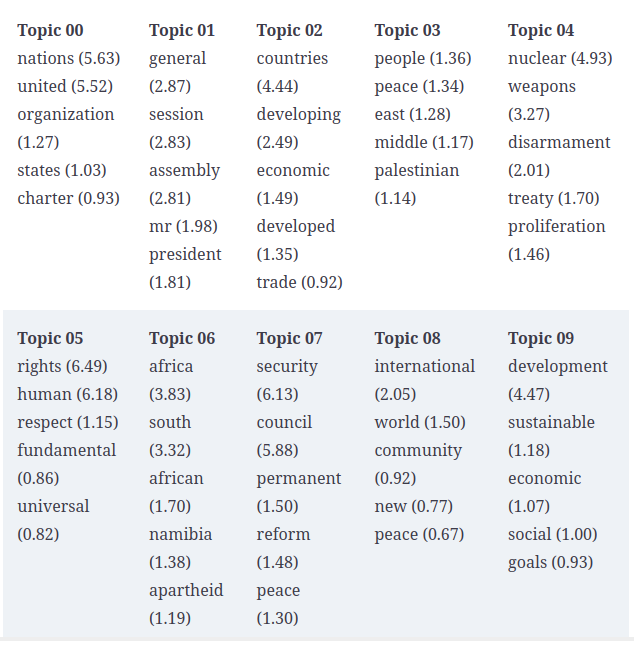 Topic 00 Topic 01 Topic 02 Topic 03 Topic 04
nations (5.63) general countries people (1.36) nuclear (4.93)
united (5.52) (2.87) (4.44) peace (1.34) weapons
organization session developing east (1.28) (3.27)
(1.27) (2.83) (2.49) middle (1.17) disarmament
states (1.03) assembly economic palestinian (2.01)
charter (0.93) (2.81) (1.49) (1.14) treaty (1.70)
mr (1.98) developed proliferation
president (1.35) (1.46)
(1.81) trade (0.92)
Topic 05 Topic 06 Topic 07 Topic 08 Topic 09
rights (6.49) africa security international development
human (6.18) (3.83) (6.13) (2.05) (4.47)
respect (1.15) south council world (1.50) sustainable
fundamental (3.32) (5.88) community (1.18)
(0.86) african permanent (0.92) economic
universal (1.70) (1.50) new (0.77) (1.07)
(0.82) namibia reform peace (0.67) social (1.00)
(1.38) (1.48) goals (0.93)
apartheid peace
(1.19) (1.30)